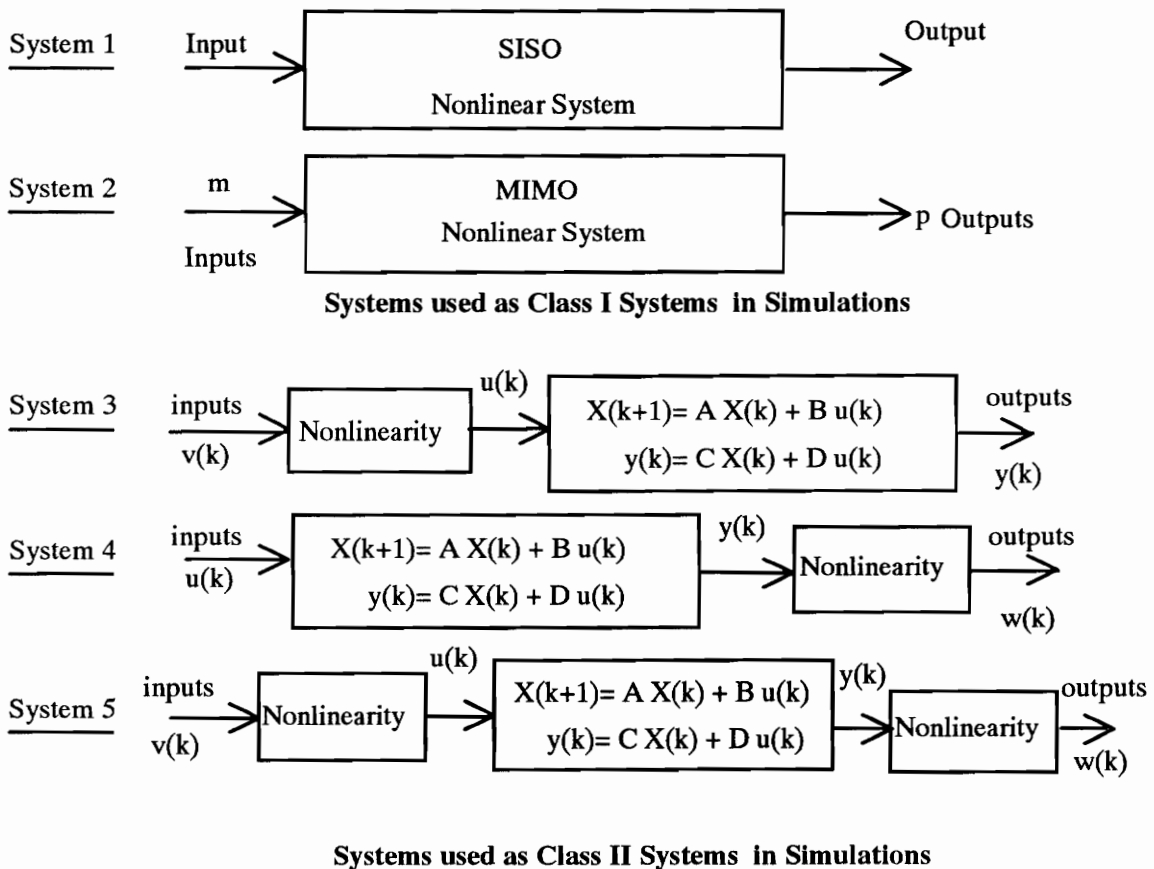 System 1
Input
SISO
Nonlinear System
Output
System 2
m
Inputs
MIMO
Nonlinear System
p Outputs
Systems used as Class I Systems in Simulations
System 3
inputs
v(k)
Nonlinearity
u(k)
X(k+1)= A X(k) + B u(k)
y(k)= C X(k) + D u(k)
outputs
y(k)
System 4
inputs
u(k)
X(k+1)= A X(k) + B u(k)
y(k)= C X(k) + D u(k)
y(k)
Nonlinearity
outputs
w(k)
System 5
inputs
v(k)
Nonlinearity
u(k)
X(k+1)= A X(k) + B u(k)
y(k)= C X(k) + D u(k)
y(k)
Nonlinearity
outputs
w(k)
Systems used as Class II Systems in Simulations